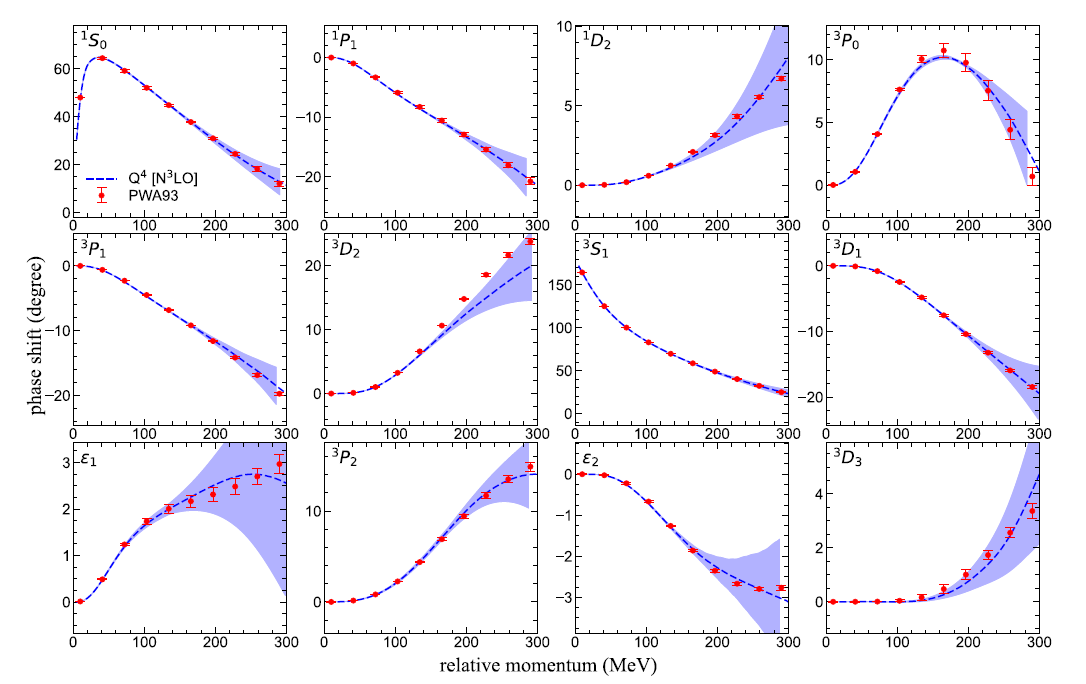 ¹S₀
60
40
20
0
Q⁴ [N³LO]
PWA93
¹P₁
0
−10
−20
¹D₂
10
5
0
³P₀
10
5
0
0 100 200 300
0 100 200 300
0 100 200 300
0 100 200 300
³P₁
0
−10
−20
³D₂
20
10
0
³S₁
150
100
50
0
³D₁
0
−10
−20
0 100 200 300
0 100 200 300
0 100 200 300
0 100 200 300
ε₁
3
2
1
0
³P₂
10
0
ε₂
0
−1
−2
−3
³D₃
4
2
0
0 100 200 300
0 100 200 300
0 100 200 300
0 100 200 300
phase shift (degree)
relative momentum (MeV)